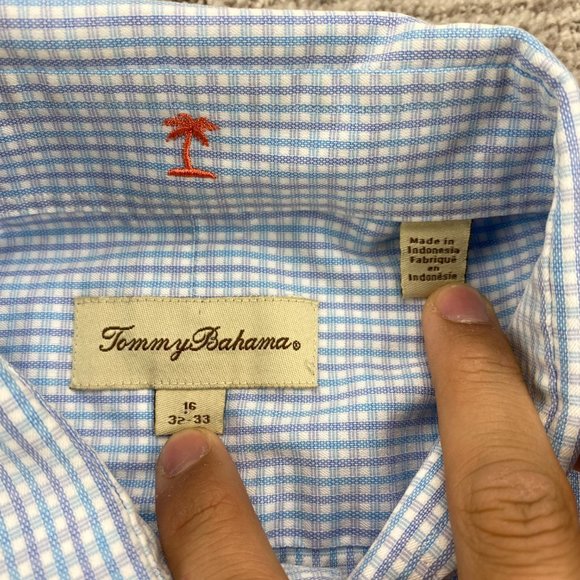 Made in
Indonesia
Fabriqué
en
Indonésie
Tommy Bahama®
16
32-33